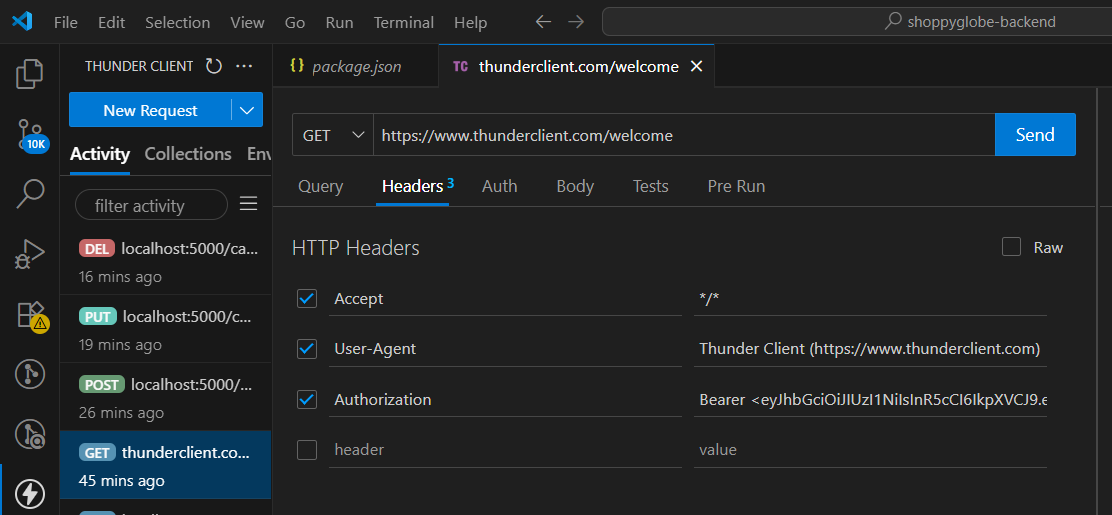 File Edit Selection View Go Run Terminal Help shoppyglobe-backend
THUNDER CLIENT
{} package.json TC thunderclient.com/welcome
New Request
GET https://www.thunderclient.com/welcome Send
10K
Activity Collections Env
Query Headers 3 Auth Body Tests Pre Run
filter activity
HTTP Headers Raw
DEL localhost:5000/ca...
16 mins ago
Accept */*
PUT localhost:5000/c...
19 mins ago
User-Agent Thunder Client (https://www.thunderclient.com)
POST localhost:5000/...
26 mins ago
Authorization Bearer <eyJhbGciOiJIUzI1NiIsInR5cCI6IkpXVCJ9.e
GET thunderclient.co...
45 mins ago
header value